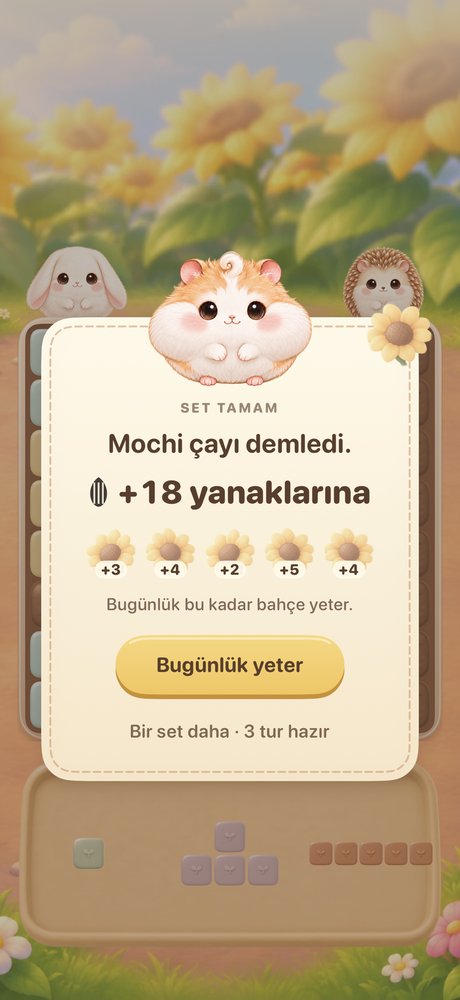 SET TAMAM
Mochi çayı demledi.
+18 yanaklarına
+3 +4 +2 +5 +4
Bugünlük bu kadar bahçe yeter.
Bugünlük yeter
Bir set daha · 3 tur hazır